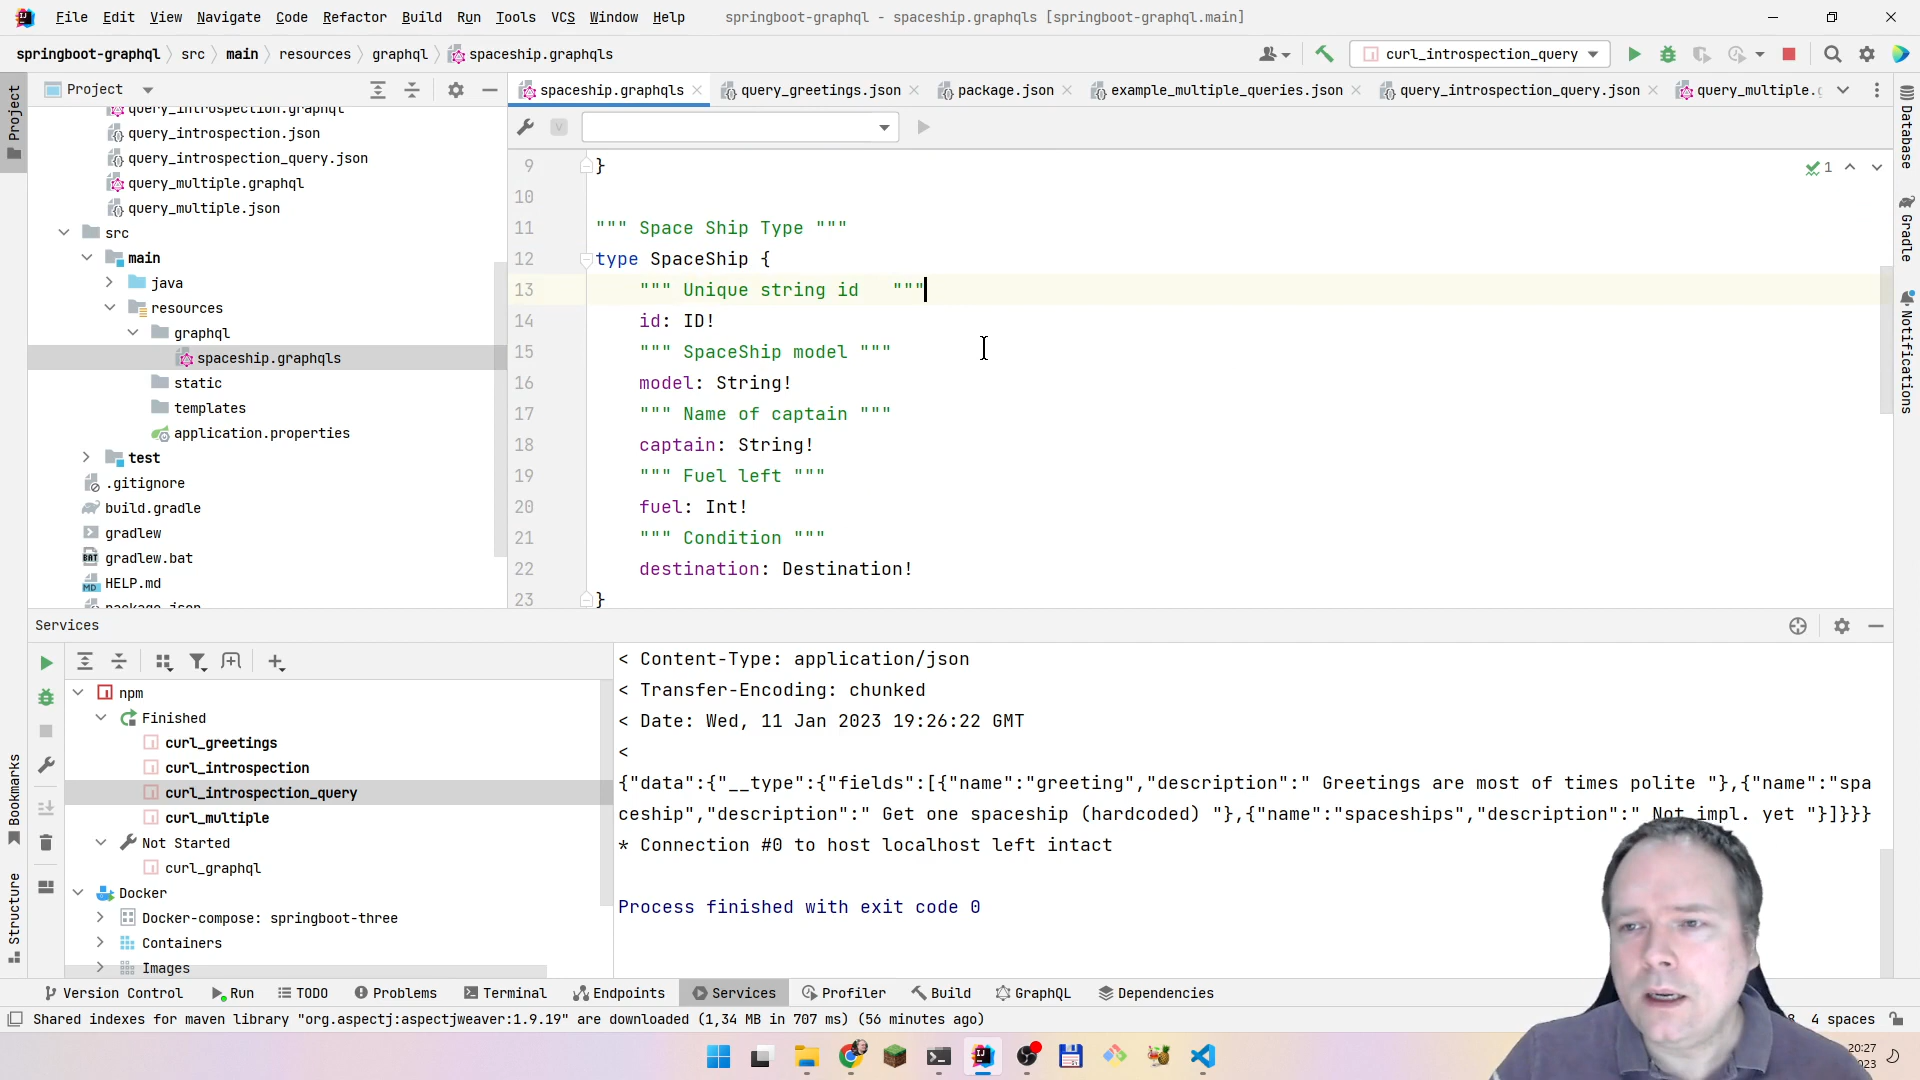 File Edit View Navigate Code Refactor Build Run Tools VCS Window Help springboot-graphql - spaceship.graphqls [springboot-graphql.main]
springboot-graphql src main resources graphql spaceship.graphqls curl_introspection_query
Project
spaceship.graphqls query_greetings.json package.json example_multiple_queries.json query_introspection_query.json query_multiple.
Project
query_introspection.graphql
query_introspection.json
query_introspection_query.json
query_multiple.graphql
query_multiple.json
src
main
java
resources
graphql
spaceship.graphqls
static
templates
application.properties
test
.gitignore
build.gradle
gradlew
gradlew.bat
HELP.md
package.json
9 }
1
10
11 """ Space Ship Type """
12 type SpaceShip {
13 """ Unique string id   """
14 id: ID!
15 """ SpaceShip model """
16 model: String!
17 """ Name of captain """
18 captain: String!
19 """ Fuel left """
20 fuel: Int!
21 """ Condition """
22 destination: Destination!
23 }
Database
Gradle
Notifications
Bookmarks
Structure
Services
npm
Finished
curl_greetings
curl_introspection
curl_introspection_query
curl_multiple
Not Started
curl_graphql
Docker
Docker-compose: springboot-three
Containers
Images
< Content-Type: application/json
< Transfer-Encoding: chunked
< Date: Wed, 11 Jan 2023 19:26:22 GMT
<
{"data":{"__type":{"fields":[{"name":"greeting","description":" Greetings are most of times polite "},{"name":"spa
ceship","description":" Get one spaceship (hardcoded) "},{"name":"spaceships","description":" Not impl. yet "}]}}}
* Connection #0 to host localhost left intact
Process finished with exit code 0
Version Control Run TODO Problems Terminal Endpoints Services Profiler Build GraphQL Dependencies
Shared indexes for maven library "org.aspectj:aspectjweaver:1.9.19" are downloaded (1,34 MB in 707 ms) (56 minutes ago) 4 spaces
20:27